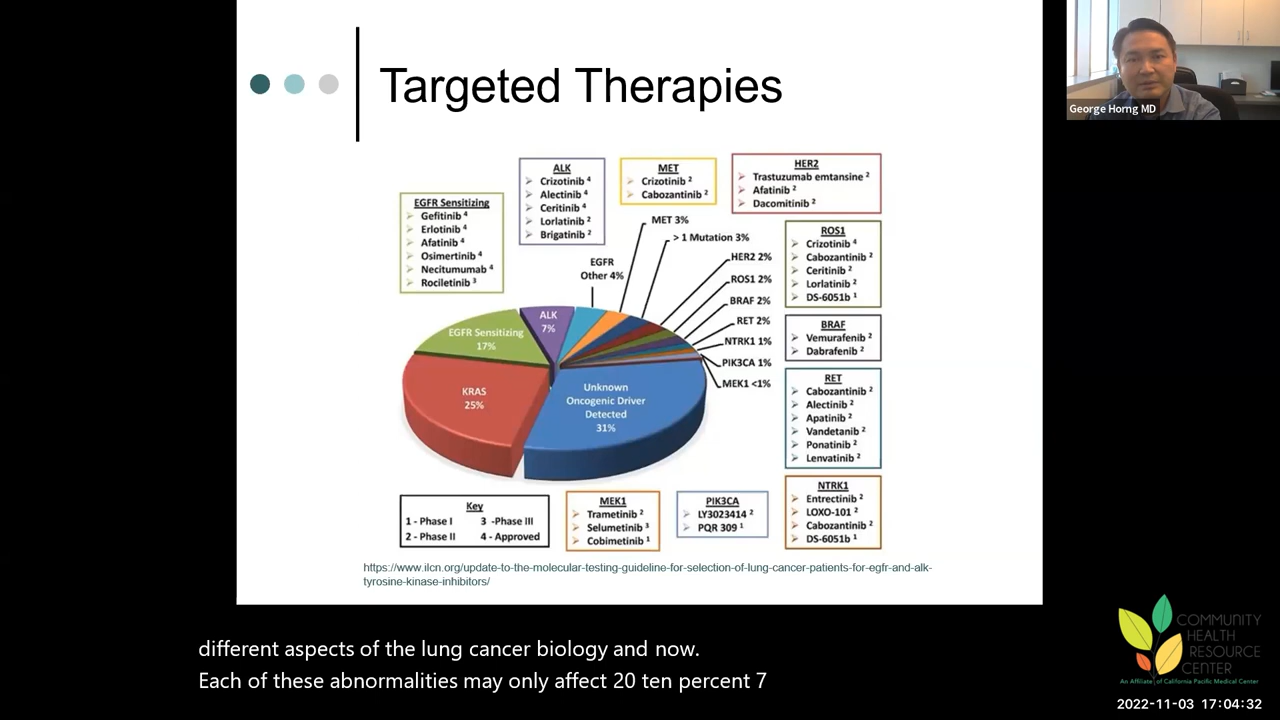 Targeted Therapies
George Horng MD
ALK
Crizotinib 4
Alectinib 4
Ceritinib 4
Lorlatinib 2
Brigatinib 2
MET
Crizotinib 2
Cabozantinib 2
HER2
Trastuzumab emtansine 2
Afatinib 2
Dacomitinib 2
EGFR Sensitizing
Gefitinib 4
Erlotinib 4
Afatinib 4
Osimertinib 4
Necitumumab 4
Rociletinib 3
ROS1
Crizotinib 4
Cabozantinib 2
Ceritinib 2
Lorlatinib 2
DS-6051b 1
BRAF
Vemurafenib 2
Dabrafenib 2
RET
Cabozantinib 2
Alectinib 2
Apatinib 2
Vandetanib 2
Ponatinib 2
Lenvatinib 2
NTRK1
Entrectinib 2
LOXO-101 2
Cabozantinib 2
DS-6051b 1
EGFR
Other 4%
MET 3%
> 1 Mutation 3%
HER2 2%
ROS1 2%
BRAF 2%
RET 2%
NTRK1 1%
PIK3CA 1%
MEK1 <1%
ALK
7%
EGFR Sensitizing
17%
KRAS
25%
Unknown
Oncogenic Driver
Detected
31%
Key
1 - Phase I 3 -Phase III
2 - Phase II 4 - Approved
MEK1
Trametinib 2
Selumetinib 3
Cobimetinib 1
PIK3CA
LY3023414 2
PQR 309 1
https://www.ilcn.org/update-to-the-molecular-testing-guideline-for-selection-of-lung-cancer-patients-for-egfr-and-alk-
tyrosine-kinase-inhibitors/
different aspects of the lung cancer biology and now.
Each of these abnormalities may only affect 20 ten percent 7
COMMUNITY
HEALTH
RESOURCE
CENTER
An Affiliate of California Pacific Medical Center
2022-11-03 17:04:32